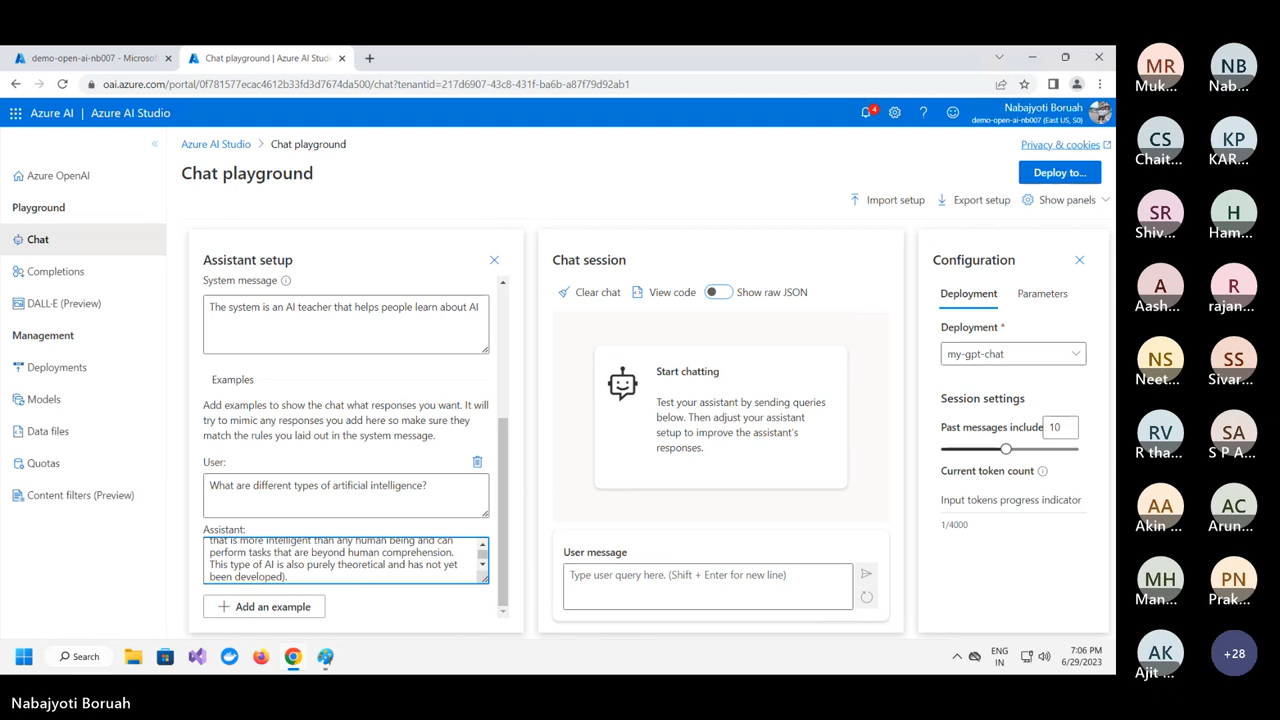 demo-open-ai-nb007 - Microsof
Chat playground | Azure AI Studi
oai.azure.com/portal/0f781577ecac4612b33fd3d7674da500/chat?tenantid=217d6907-43c8-431f-ba6b-a87f79d92ab1
Azure AI | Azure AI Studio
4
Nabajyoti Boruah
demo-open-ai-nb007 (East US, S0)
Azure AI Studio > Chat playground
Privacy & cookies
Chat playground
Deploy to...
Import setup
Export setup
Show panels
Azure OpenAI
Playground
Chat
Completions
DALL·E (Preview)
Management
Deployments
Models
Data files
Quotas
Content filters (Preview)
Assistant setup
System message
The system is an AI teacher that helps people learn about AI
Examples
Add examples to show the chat what responses you want. It will
try to mimic any responses you add here so make sure they
match the rules you laid out in the system message.
User:
What are different types of artificial intelligence?
Assistant:
that is more intelligent than any human being and can
perform tasks that are beyond human comprehension.
This type of AI is also purely theoretical and has not yet
been developed).
Add an example
Chat session
Clear chat
View code
Show raw JSON
Start chatting
Test your assistant by sending queries
below. Then adjust your assistant
setup to improve the assistant's
responses.
User message
Type user query here. (Shift + Enter for new line)
Configuration
Deployment
Parameters
Deployment *
my-gpt-chat
Session settings
Past messages include
10
Current token count
Input tokens progress indicator
1/4000
Search
ENG
IN
7:06 PM
6/29/2023
MR
Muk...
NB
Nab...
CS
Chait...
KP
KAR...
SR
Shiv...
H
Ham...
A
Aash...
R
rajan...
NS
Neet...
SS
Sivar...
RV
R tha...
SA
S P A...
AA
Akin ...
AC
Arun...
MH
Man...
PN
Prak...
AK
Ajit ...
+28
Nabajyoti Boruah